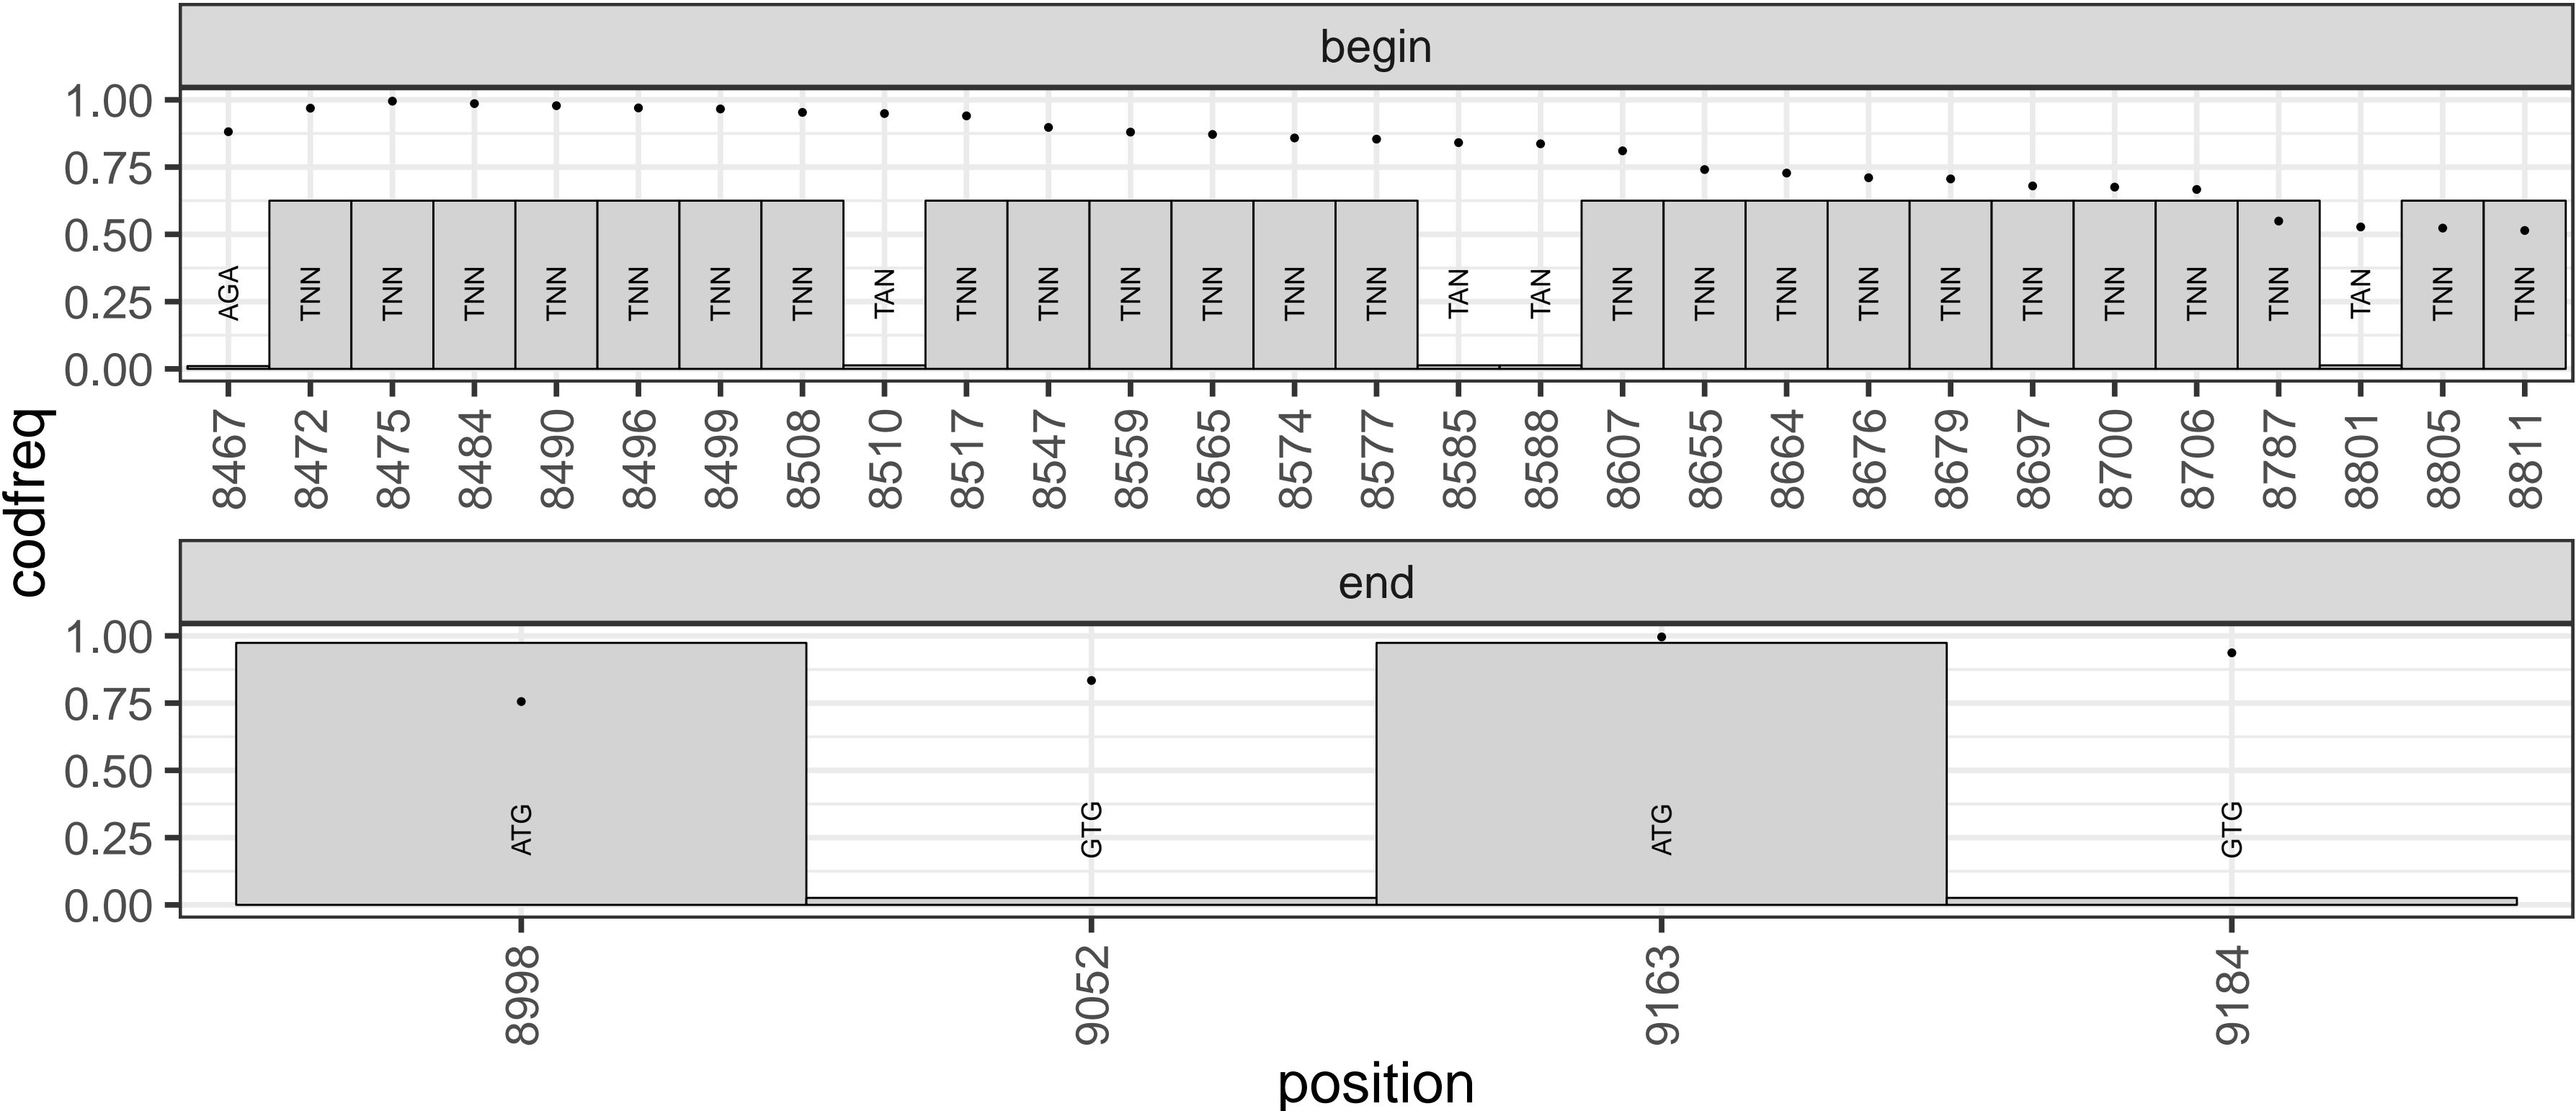 begin
codfreq
1.00
0.75
0.50
0.25
0.00
AGA TNN TNN TNN TNN TNN TNN TNN TAN TNN TNN TNN TNN TNN TNN TAN TAN TNN TNN TNN TNN TNN TNN TNN TNN TNN TAN TNN TNN
8467 8472 8475 8484 8490 8496 8499 8508 8510 8517 8547 8559 8565 8574 8577 8585 8588 8607 8655 8664 8676 8679 8697 8700 8706 8787 8801 8805 8811
end
1.00
0.75
0.50
0.25
0.00
ATG GTG ATG GTG
8998 9052 9163 9184
position